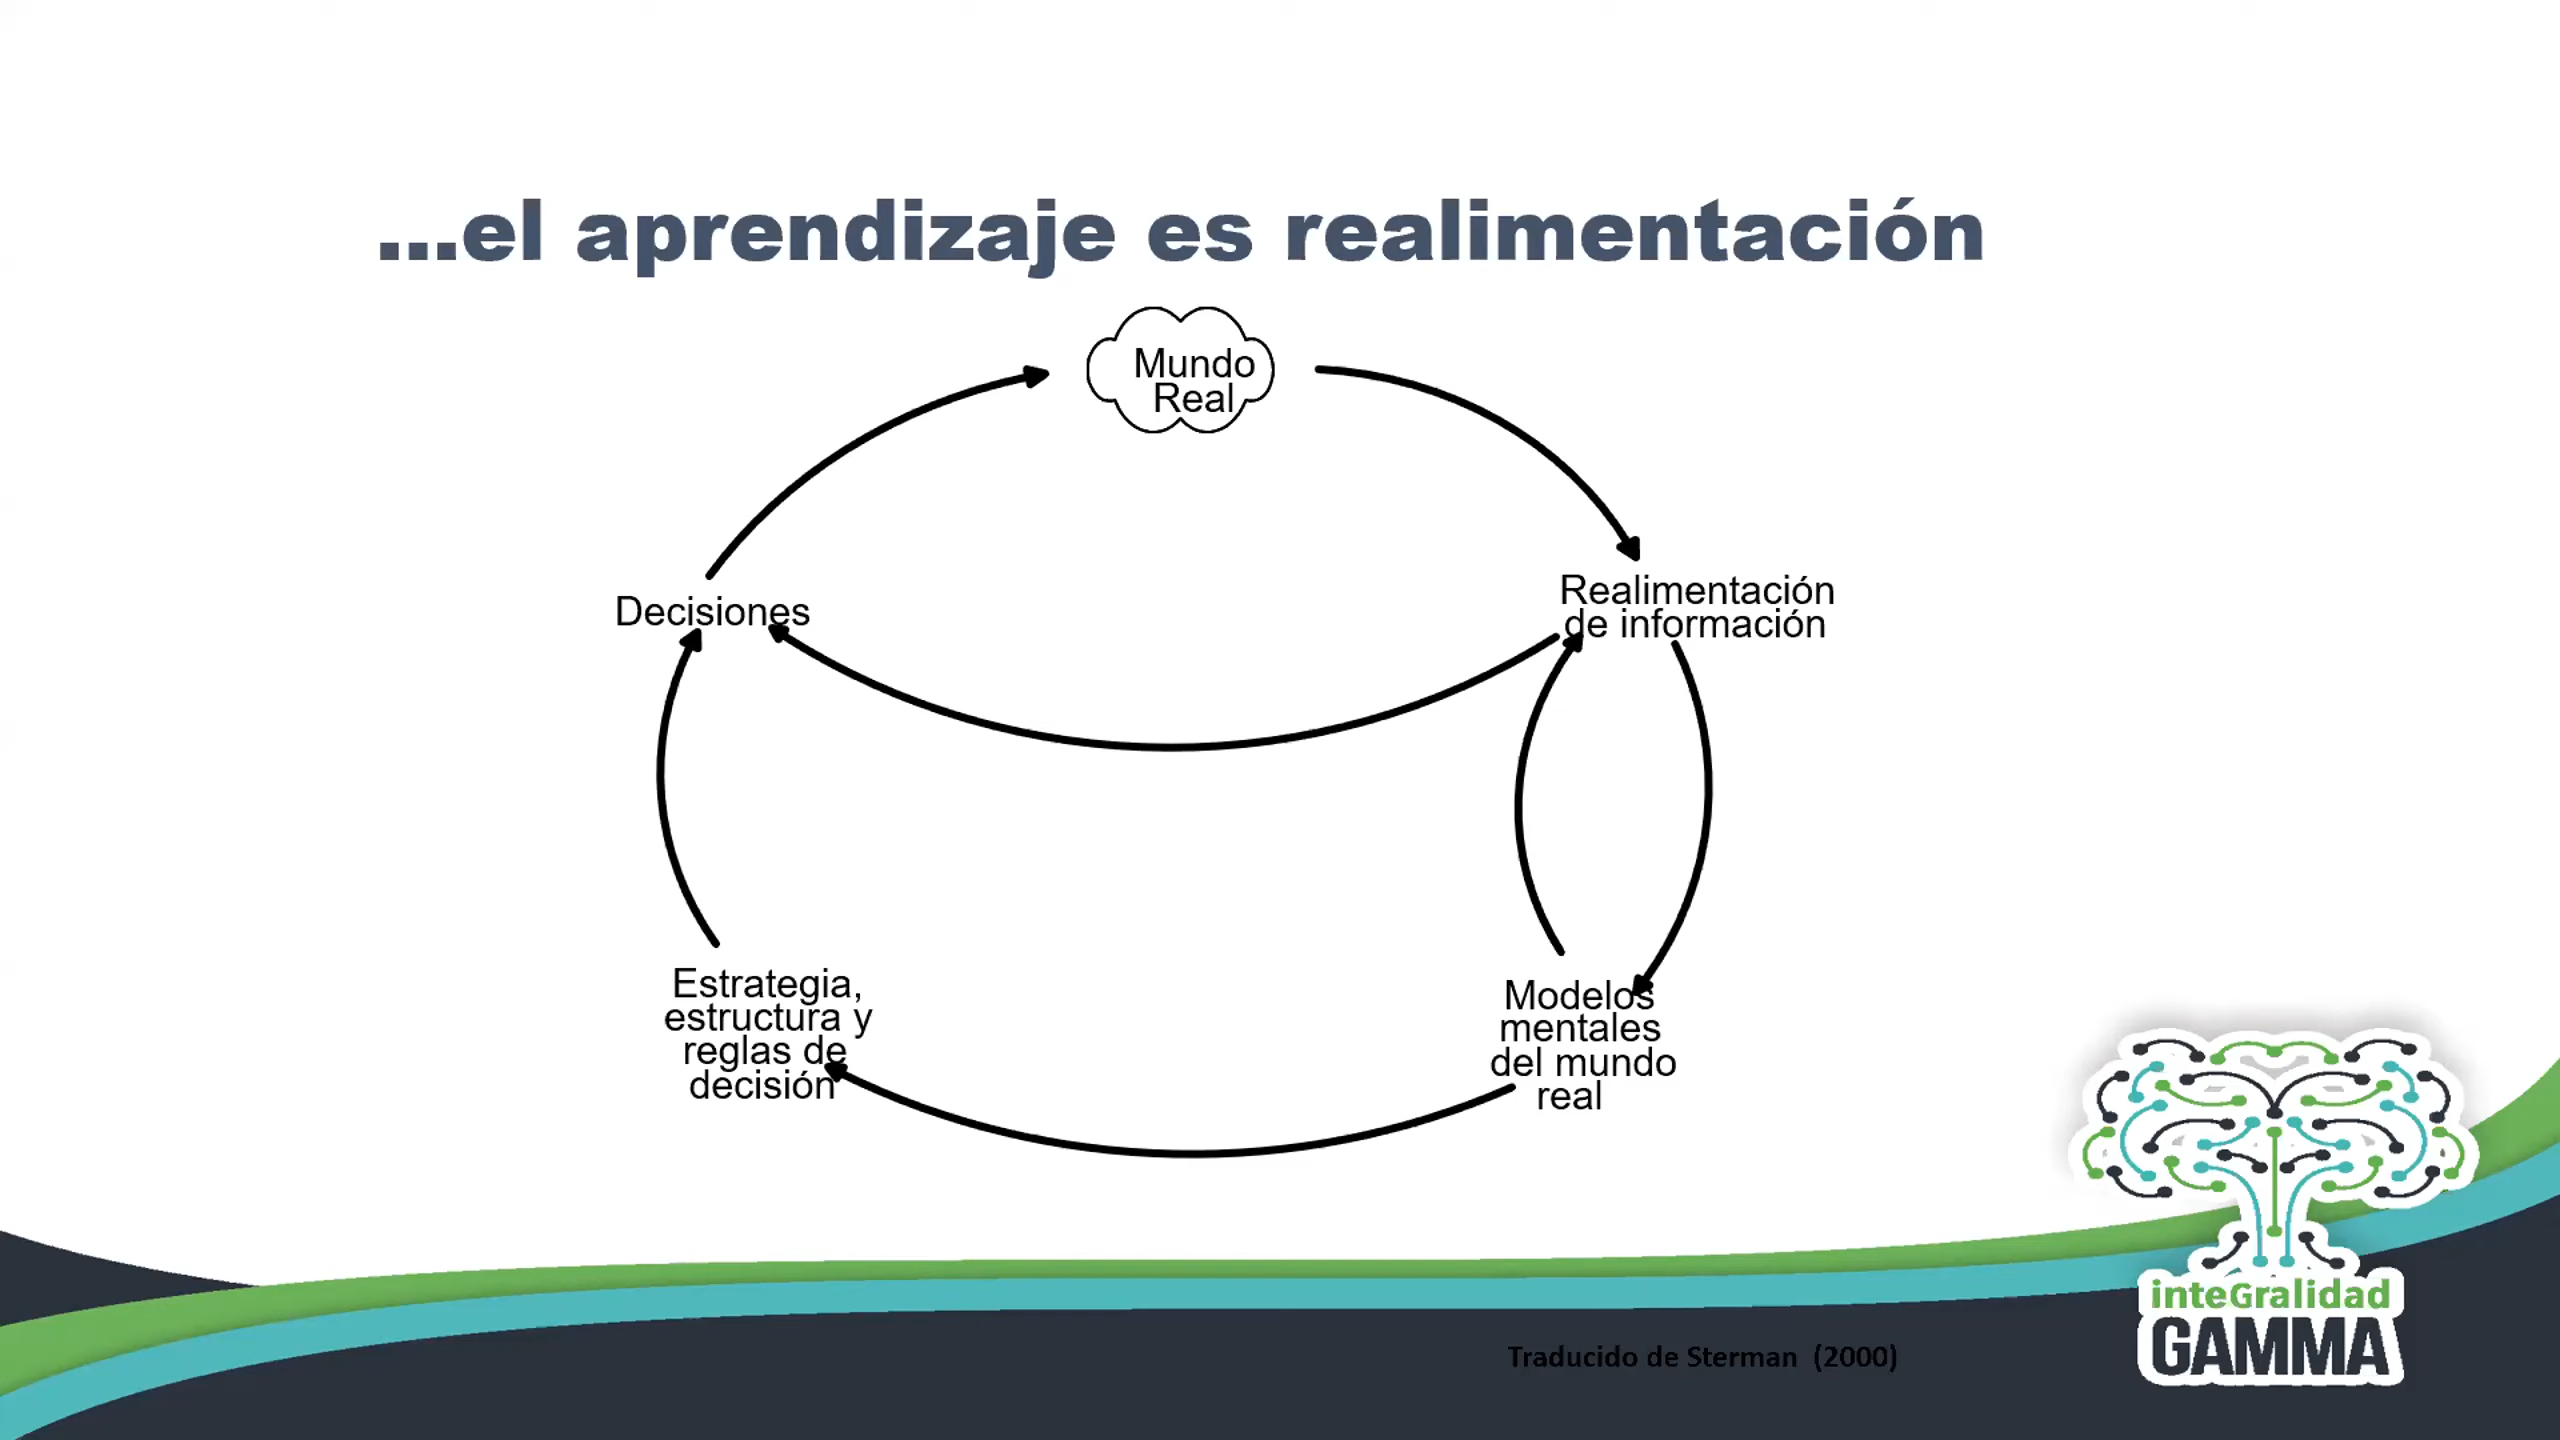 ...el aprendizaje es realimentación
Mundo
Real
Decisiones
Realimentación
de información
Estrategia,
estructura y
reglas de
decisión
Modelos
mentales
del mundo
real
inteGralidad
GAMMA
Traducido de Sterman (2000)